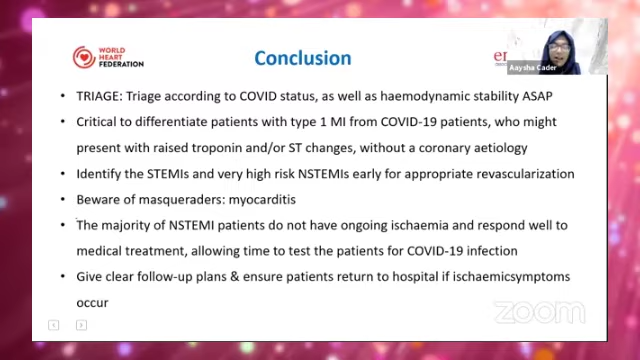 WORLD
HEART
FEDERATION
Conclusion
Aaysha Cader
• TRIAGE: Triage according to COVID status, as well as haemodynamic stability ASAP
• Critical to differentiate patients with type 1 MI from COVID-19 patients, who might
present with raised troponin and/or ST changes, without a coronary aetiology
• Identify the STEMIs and very high risk NSTEMIs early for appropriate revascularization
• Beware of masqueraders: myocarditis
• The majority of NSTEMI patients do not have ongoing ischaemia and respond well to
medical treatment, allowing time to test the patients for COVID-19 infection
• Give clear follow-up plans & ensure patients return to hospital if ischaemicsymptoms
occur
zoom